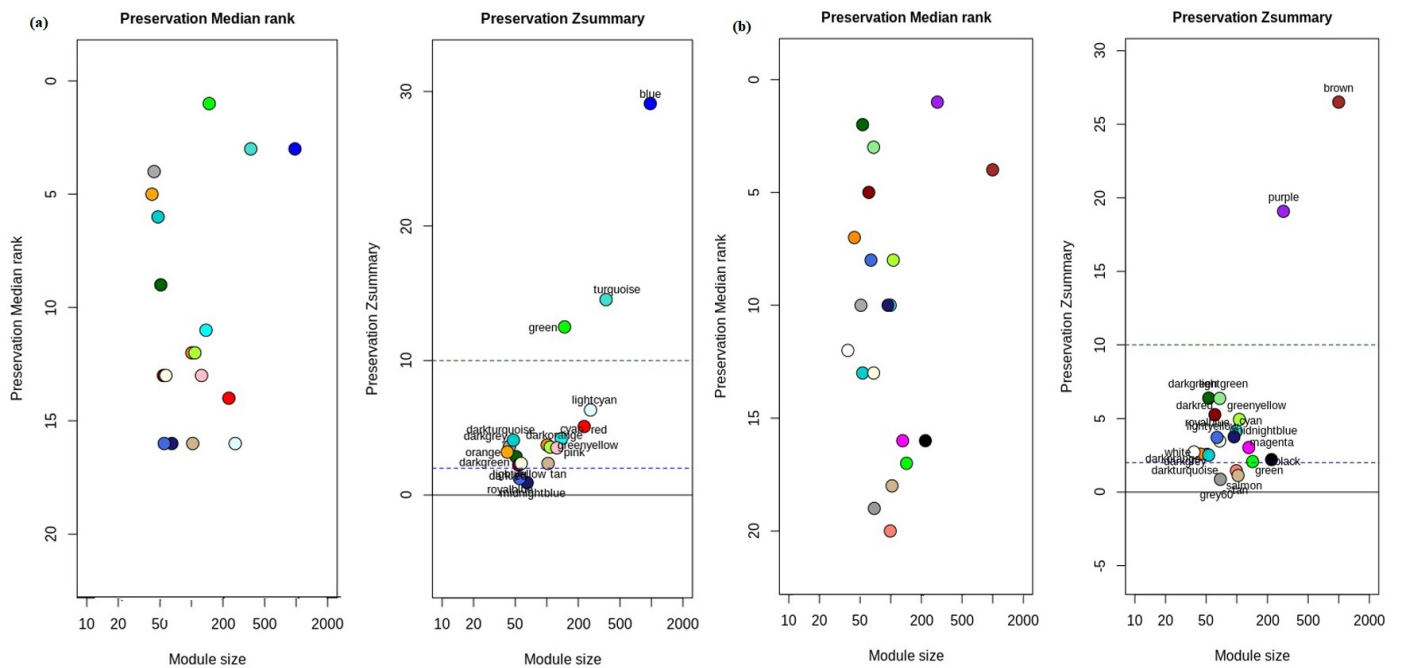 (a)
Preservation Median rank
Preservation Median rank
0
5
10
15
20
10 20 50 200 500 2000
Module size
Preservation Zsummary
Preservation Zsummary
30
20
10
0
blue
turquoise
green
lightcyan
red
cyan
darkturquoise
darkorange
darkgrey
greenyellow
orange
pink
darkgreen
lightyellow
tan
darkred
royalblue
midnightblue
10 20 50 200 500 2000
Module size
(b)
Preservation Median rank
Preservation Median rank
0
5
10
15
20
10 20 50 200 500 2000
Module size
Preservation Zsummary
Preservation Zsummary
30
25
20
15
10
5
0
-5
brown
purple
darkgreen
lightgreen
darkred
greenyellow
royalblue
cyan
lightyellow
midnightblue
magenta
white
darkorange
darkgrey
black
darkturquoise
green
salmon
tan
grey60
10 20 50 200 500 2000
Module size